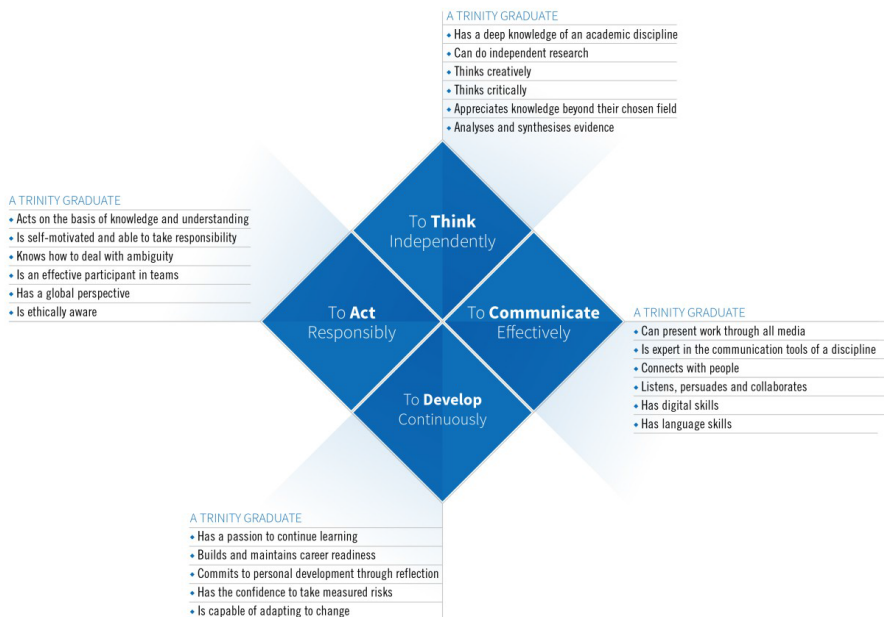 A TRINITY GRADUATE
Has a deep knowledge of an academic discipline
Can do independent research
Thinks creatively
Thinks critically
Appreciates knowledge beyond their chosen field
Analyses and synthesises evidence
A TRINITY GRADUATE
Acts on the basis of knowledge and understanding
Is self-motivated and able to take responsibility
Knows how to deal with ambiguity
Is an effective participant in teams
Has a global perspective
Is ethically aware
To Think
Independently
To Act
Responsibly
To Communicate
Effectively
To Develop
Continuously
A TRINITY GRADUATE
Can present work through all media
Is expert in the communication tools of a discipline
Connects with people
Listens, persuades and collaborates
Has digital skills
Has language skills
A TRINITY GRADUATE
Has a passion to continue learning
Builds and maintains career readiness
Commits to personal development through reflection
Has the confidence to take measured risks
Is capable of adapting to change